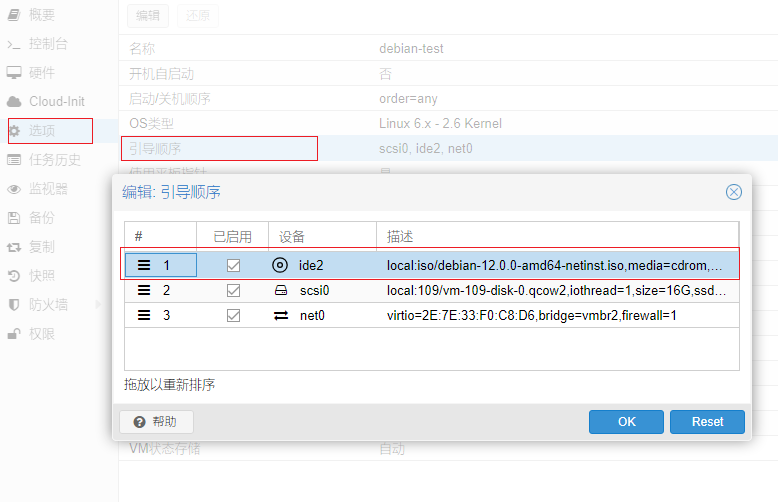 概要
控制台
硬件
Cloud-Init
选项
任务历史
监视器
备份
复制
快照
防火墙
权限
编辑 还原
名称 debian-test
开机自启动 否
启动/关机顺序 order=any
OS类型 Linux 6.x - 2.6 Kernel
引导顺序 scsi0, ide2, net0
使用平板指针 是
编辑: 引导顺序
# 已启用 设备 描述
1 ide2 local:iso/debian-12.0.0-amd64-netinst.iso,media=cdrom,...
2 scsi0 local:109/vm-109-disk-0.qcow2,iothread=1,size=16G,ssd...
3 net0 virtio=2E:7E:33:F0:C8:D6,bridge=vmbr2,firewall=1
拖放以重新排序
帮助 OK Reset
VM状态存储 自动